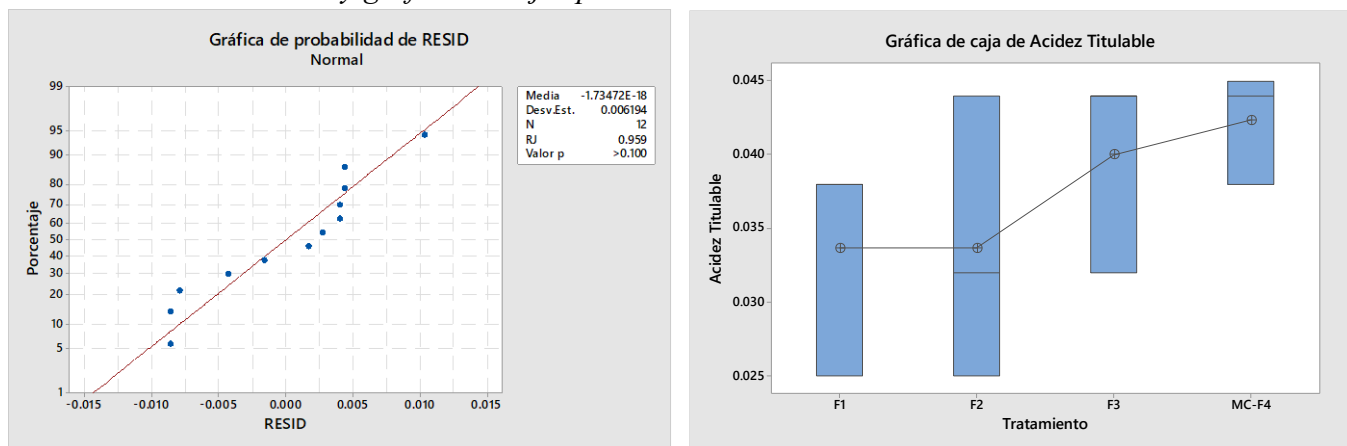 Gráfica de probabilidad de RESID
Normal
Media -1.73472E-18
Desv.Est. 0.006194
N 12
RJ 0.959
Valor p >0.100
Porcentaje
99
95
90
80
70
60
50
40
30
20
10
5
1
-0.015 -0.010 -0.005 0.000 0.005 0.010 0.015
RESID
Gráfica de caja de Acidez Titulable
Acidez Titulable
0.045
0.040
0.035
0.030
0.025
F1 F2 F3 MC-F4
Tratamiento